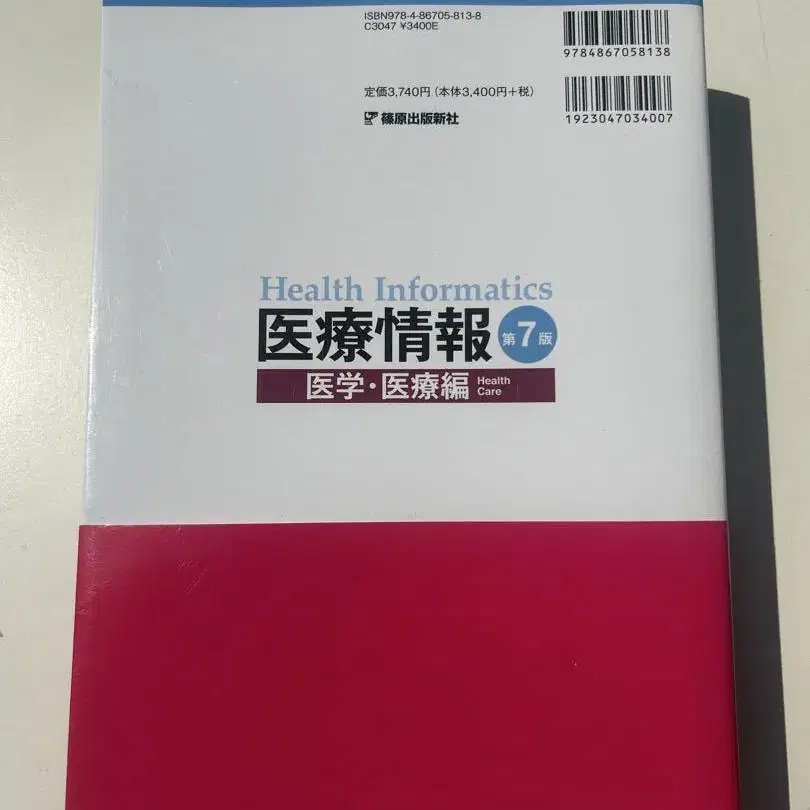 ISBN978-4-86705-813-8
C3047 ¥3400E
9784867058138
定価3,740円(本体3,400円+税)
篠原出版新社
1923047034007
Health Informatics
医療情報 第7版
医学・医療編 Health Care